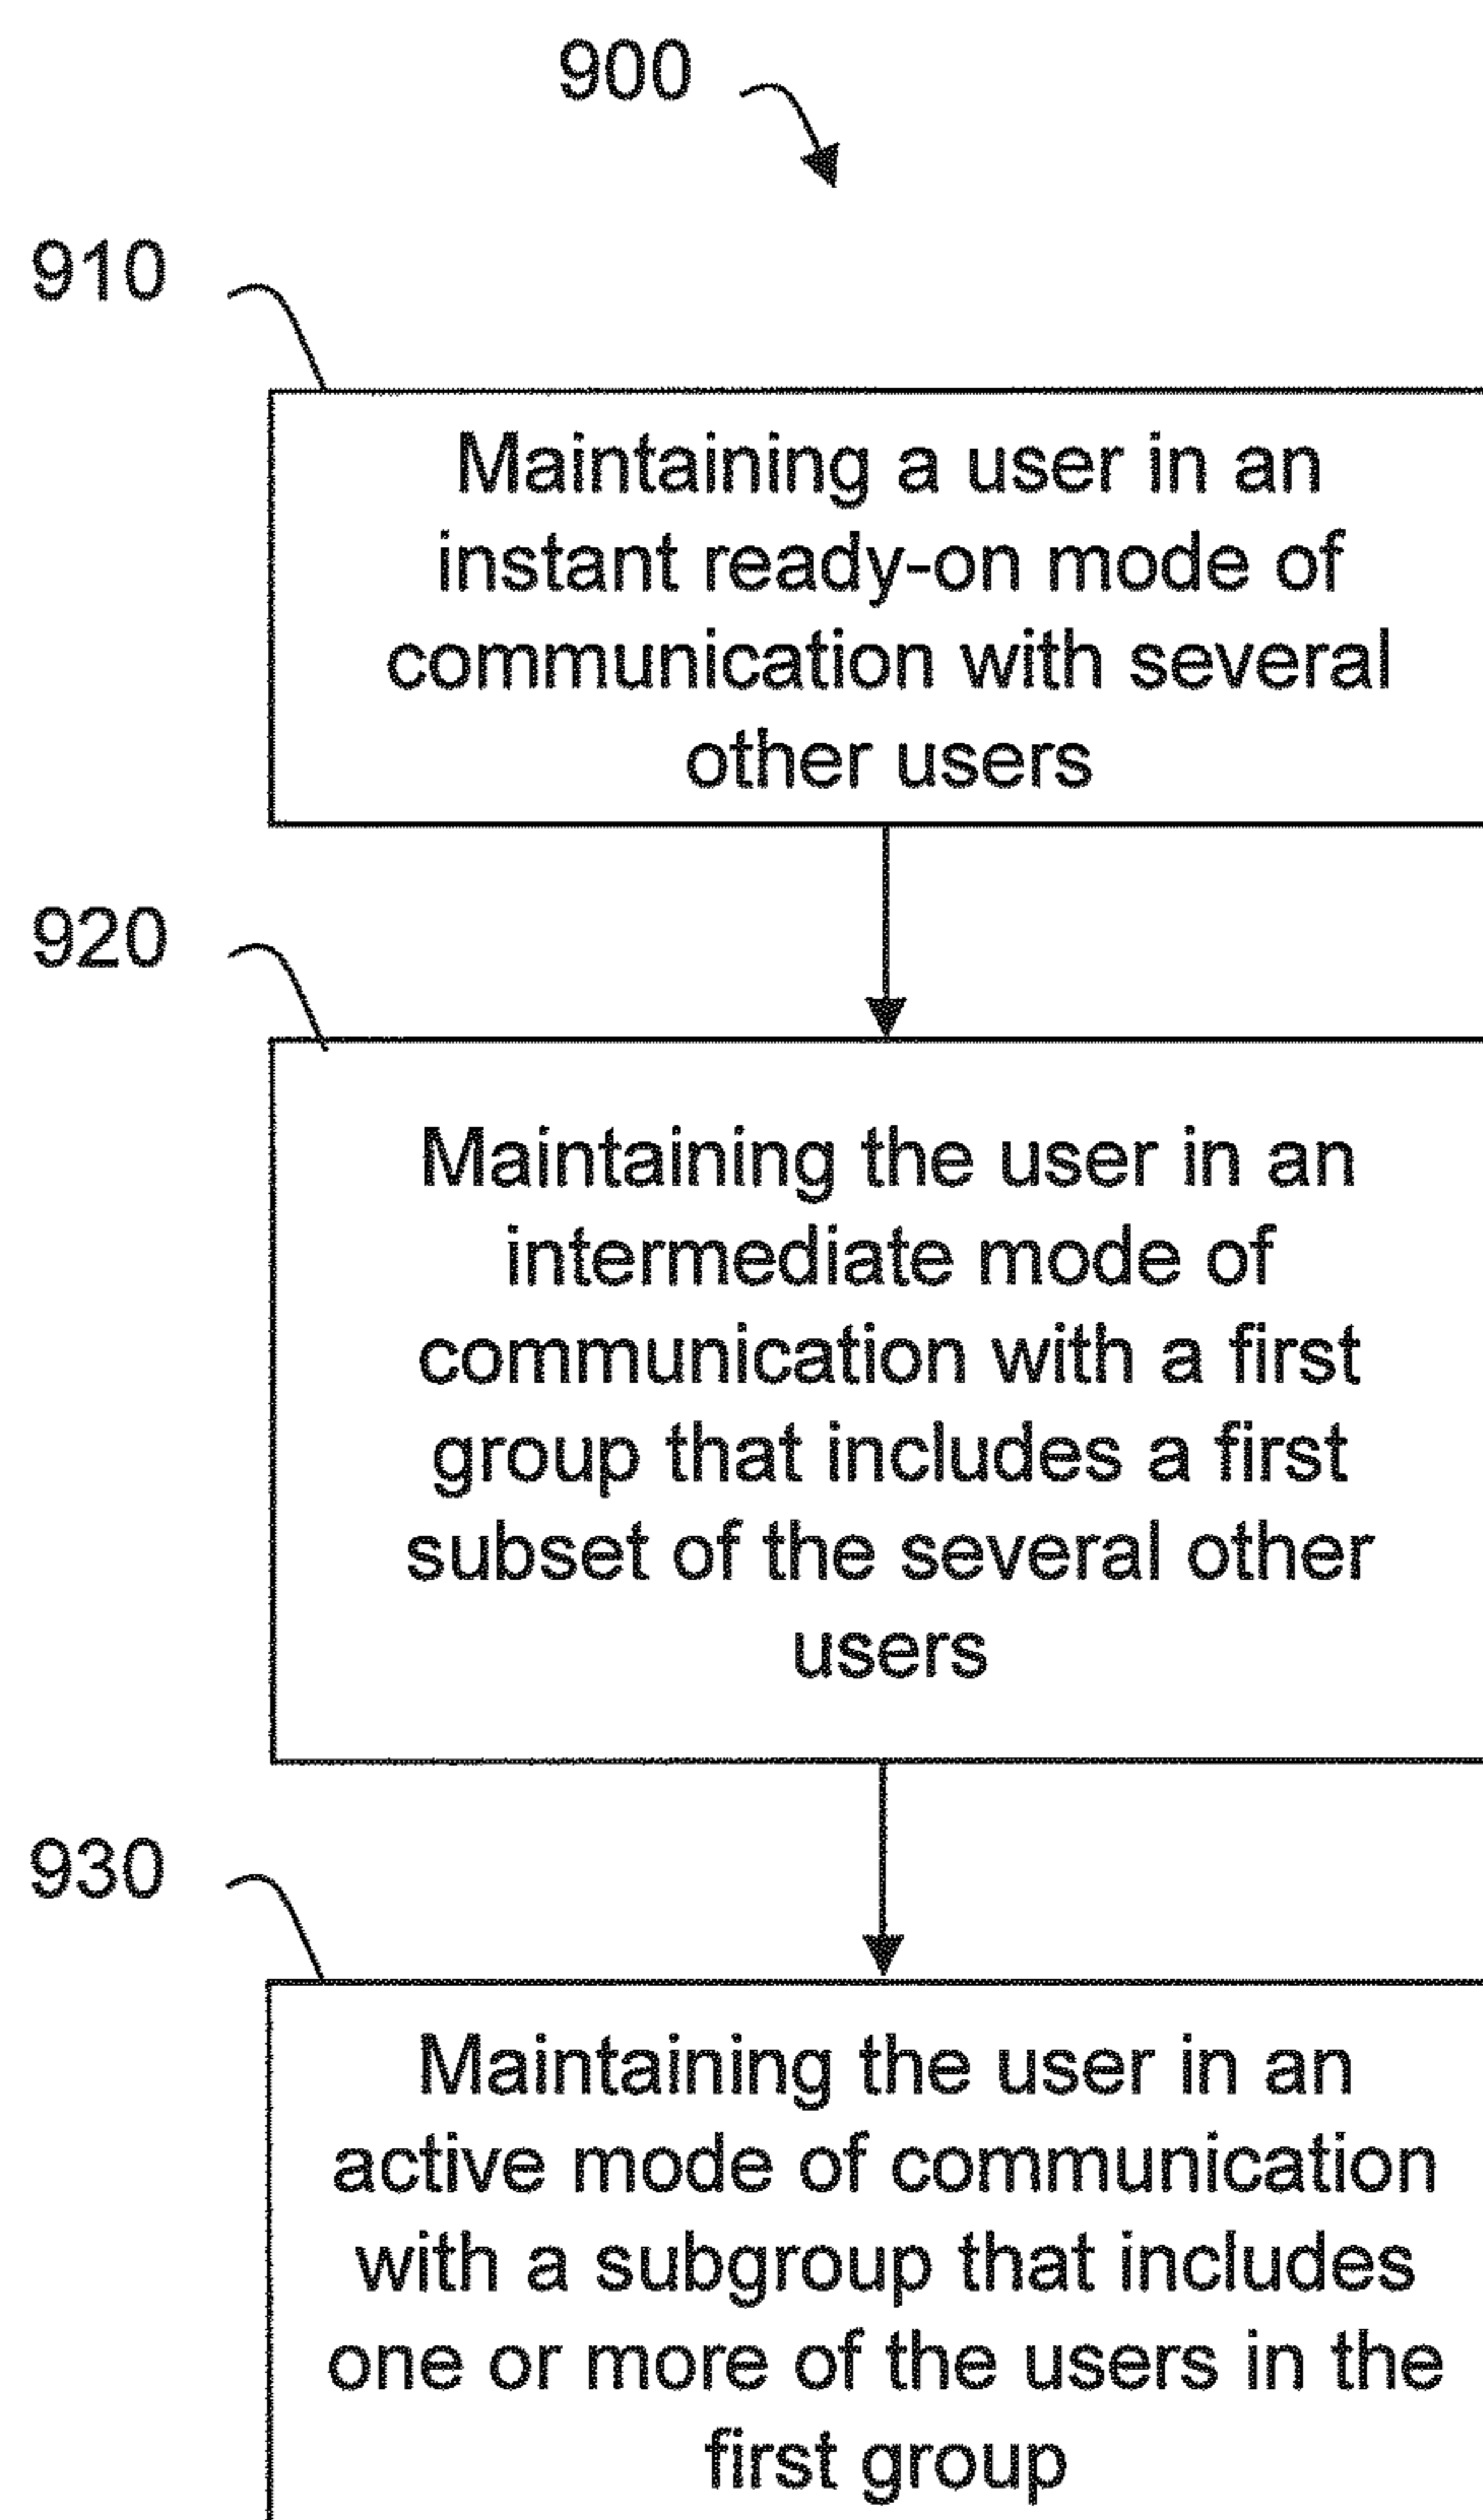 900
910
Maintaining a user in an
instant ready-on mode of
communication with several
other users
920
Maintaining the user in an
intermediate mode of
communication with a first
group that includes a first
subset of the several other
users
930
Maintaining the user in an
active mode of communication
with a subgroup that includes
one or more of the users in the
first group